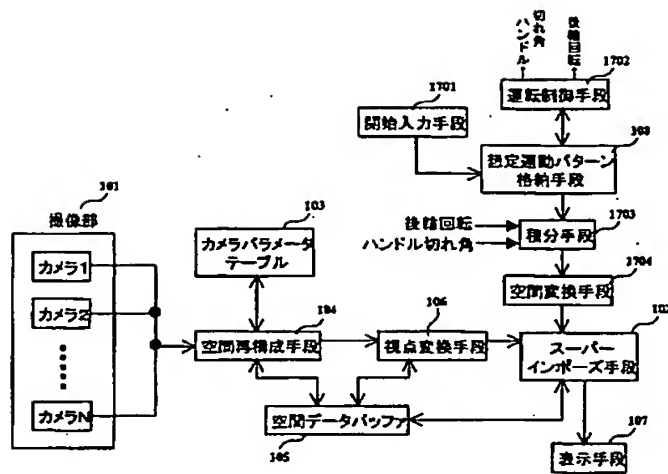 ハンドル
切れ角
後輪回転
1702
運転制御手段
1701
開始入力手段
108
想定運動パターン
格納手段
101
撮像部
103
カメラパラメータ
テーブル
後輪回転
ハンドル切れ角
1703
積分手段
1704
空間変換手段
カメラ1
カメラ2
カメラN
104
空間再構成手段
106
視点変換手段
102
スーパー
インポーズ手段
空間データバッファ
105
107
表示手段